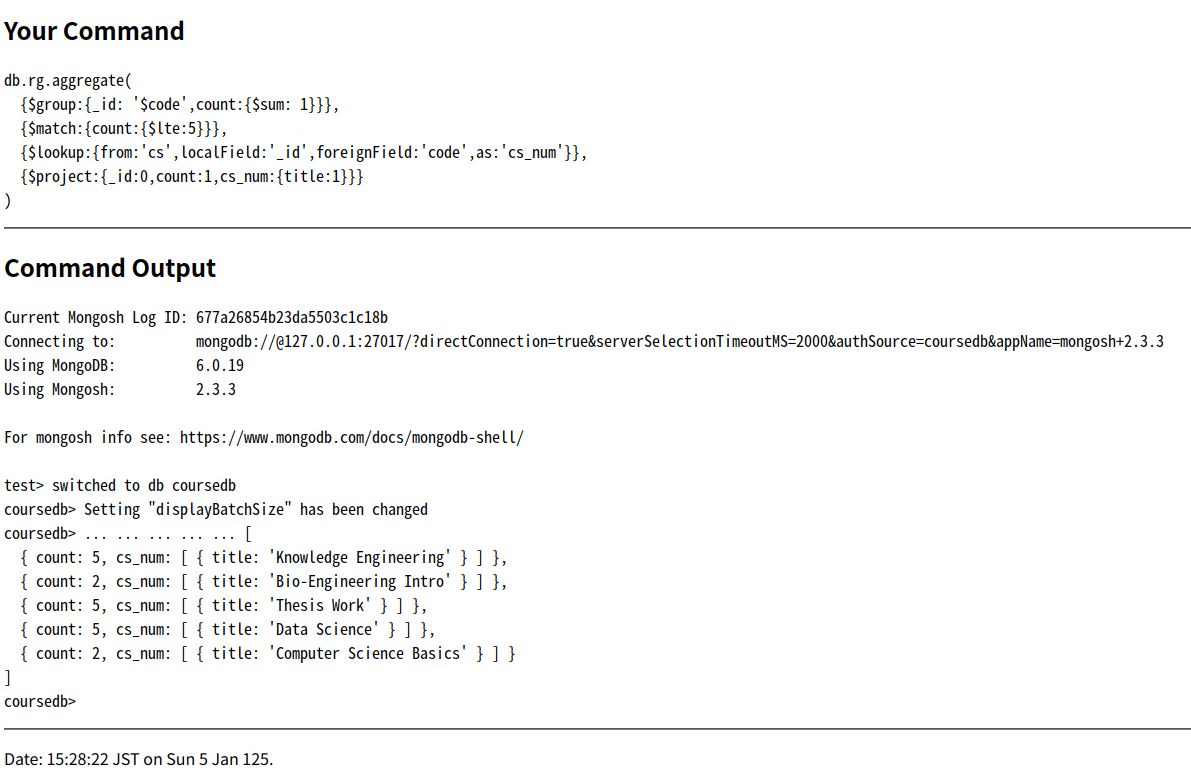 Your Command
db.rg.aggregate(
  {$group:{_id: '$code',count:{$sum: 1}}},
  {$match:{count:{$lte:5}}},
  {$lookup:{from:'cs',localField:'_id',foreignField:'code',as:'cs_num'}},
  {$project:{_id:0,count:1,cs_num:{title:1}}}
)
Command Output
Current Mongosh Log ID: 677a26854b23da5503c1c18b
Connecting to:          mongodb://@127.0.0.1:27017/?directConnection=true&serverSelectionTimeoutMS=2000&authSource=coursedb&appName=mongosh+2.3.3
Using MongoDB:          6.0.19
Using Mongosh:          2.3.3
For mongosh info see: https://www.mongodb.com/docs/mongodb-shell/
test> switched to db coursedb
coursedb> Setting "displayBatchSize" has been changed
coursedb> ... ... ... ... ... [
  { count: 5, cs_num: [ { title: 'Knowledge Engineering' } ] },
  { count: 2, cs_num: [ { title: 'Bio-Engineering Intro' } ] },
  { count: 5, cs_num: [ { title: 'Thesis Work' } ] },
  { count: 5, cs_num: [ { title: 'Data Science' } ] },
  { count: 2, cs_num: [ { title: 'Computer Science Basics' } ] }
]
coursedb>
Date: 15:28:22 JST on Sun 5 Jan 125.